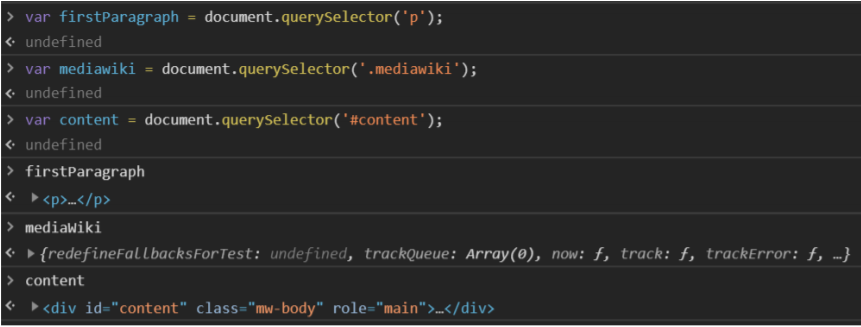 > var firstParagraph = document.querySelector('p');
<· undefined
> var mediawiki = document.querySelector('.mediawiki');
<· undefined
> var content = document.querySelector('#content');
<· undefined
> firstParagraph
<· ▶<p>…</p>
> mediaWiki
<· ▶{redefineFallbacksForTest: undefined, trackQueue: Array(0), now: ƒ, track: ƒ, trackError: ƒ, …}
> content
<· ▶<div id="content" class="mw-body" role="main">…</div>